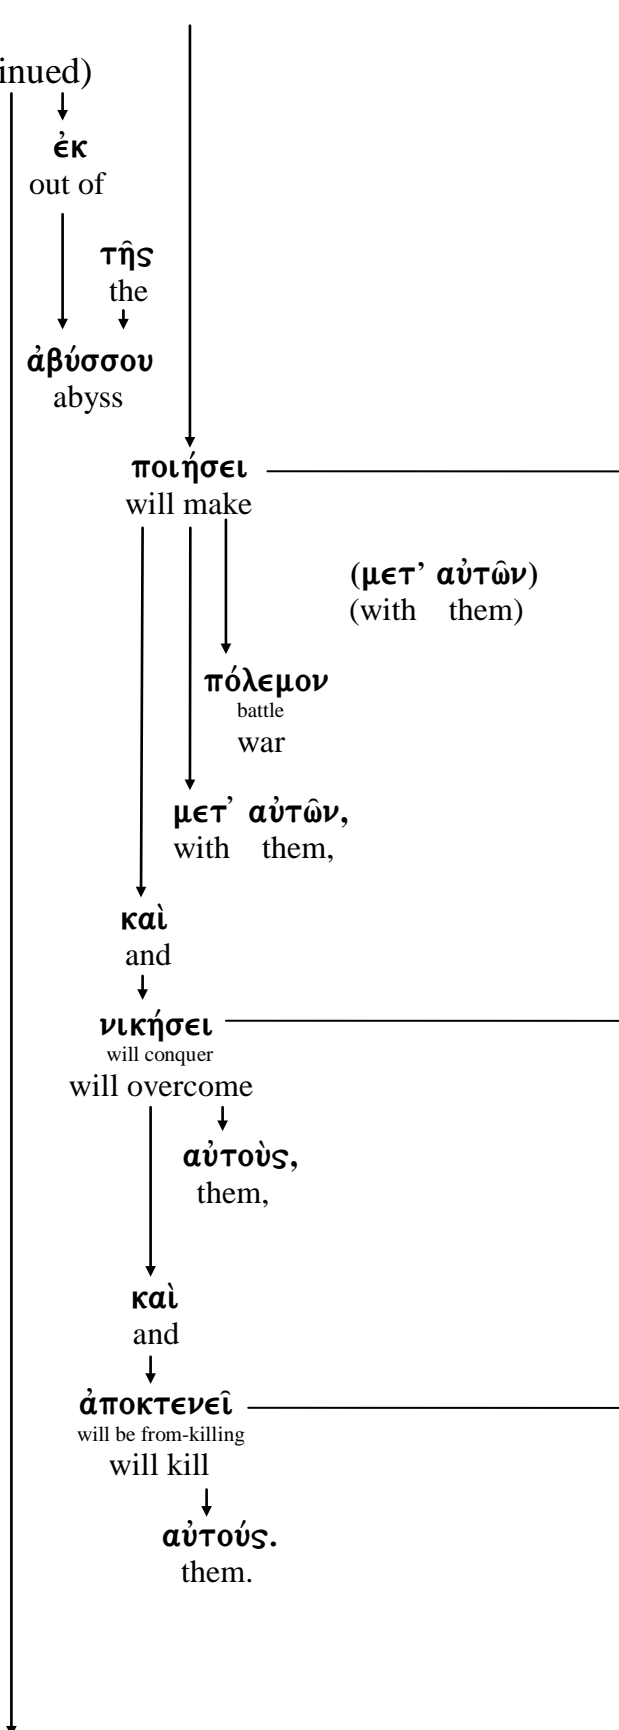 inued)
ἐκ
out of
τῆς
the
ἀβύσσου
abyss
ποιήσει
will make
(μετ’ αὐτῶν)
(with them)
πόλεμον
battle
war
μετ’ αὐτῶν,
with them,
καὶ
and
νικήσει
will conquer
will overcome
αὐτοὺς,
them,
καὶ
and
ἀποκτενεῖ
will be from-killing
will kill
αὐτούς.
them.